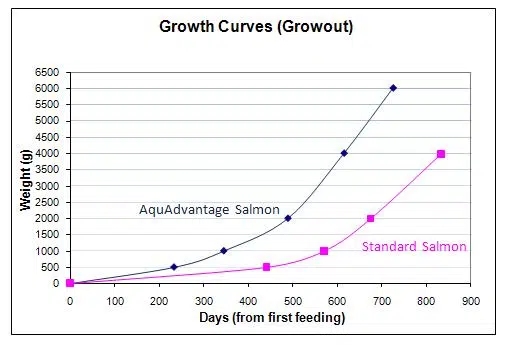 Growth Curves (Growout)
6500
6000
5500
5000
4500
4000
3500
3000
2500
2000
1500
1000
500
0
Weight (g)
AquAdvantage Salmon
Standard Salmon
0 100 200 300 400 500 600 700 800 900
Days (from first feeding)